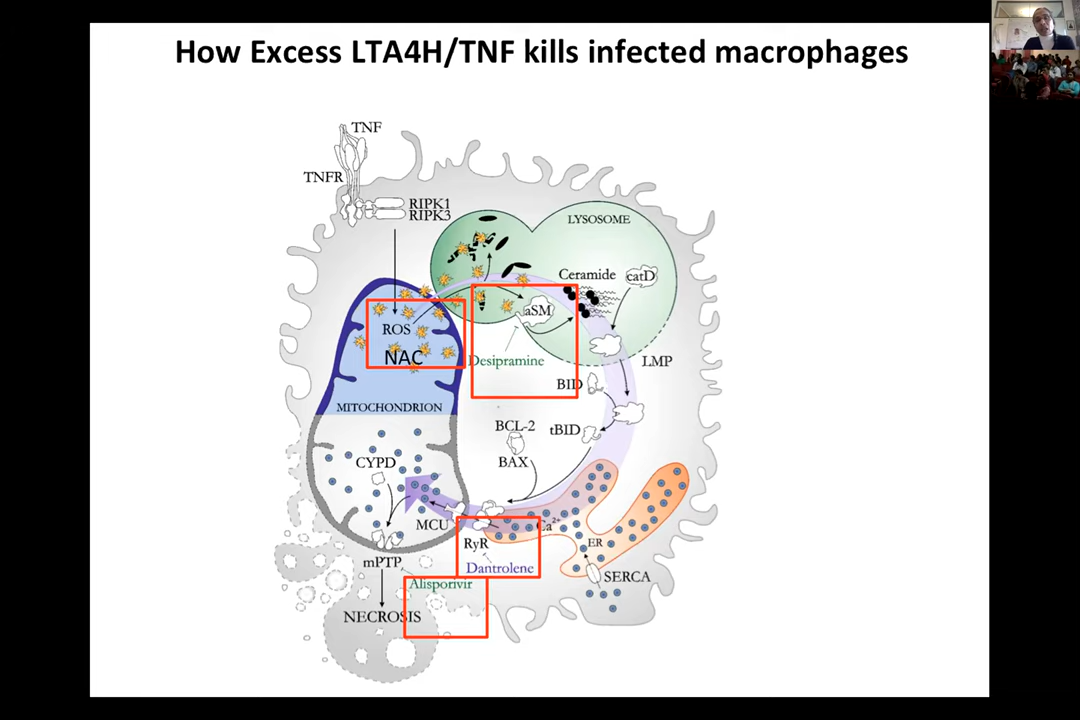 How Excess LTA4H/TNF kills infected macrophages
TNF
TNFR
RIPK1
RIPK3
LYSOSOME
Ceramide
catD
aSM
ROS
NAC
Desipramine
LMP
BID
MITOCHONDRION
BCL-2
tBID
BAX
CYPD
MCU
Ca²⁺
RyR
ER
mPTP
Dantrolene
SERCA
Alisporivir
NECROSIS